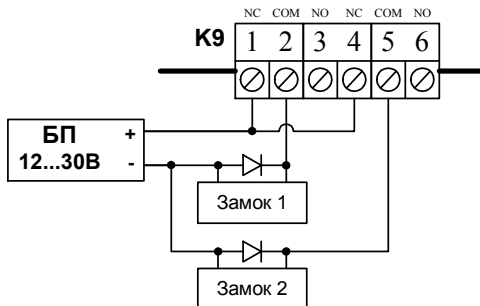 NC COM NO NC COM NO
K9 1 2 3 4 5 6
БП +
12...30В -
Замок 1
Замок 2